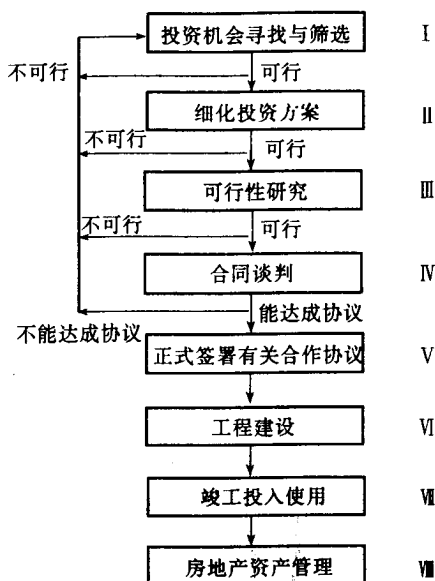 投资机会寻找与筛选 Ⅰ
不可行 可行
细化投资方案 Ⅱ
不可行 可行
可行性研究 Ⅲ
不可行 可行
合同谈判 Ⅳ
能达成协议
不能达成协议
正式签署有关合作协议 Ⅴ
工程建设 Ⅵ
竣工投入使用 Ⅶ
房地产资产管理 Ⅷ